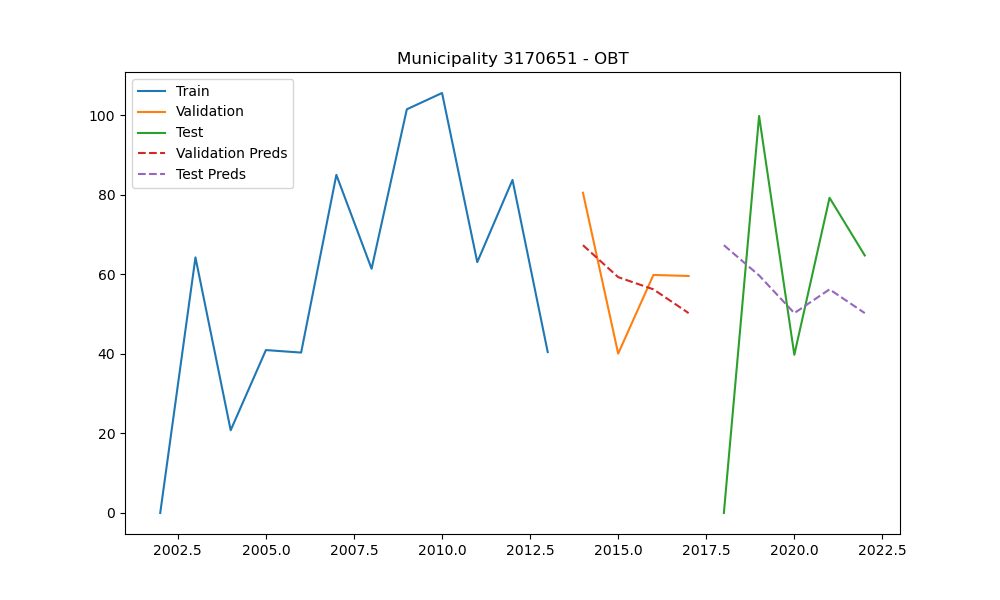 Municipality 3170651 - OBT
Train
Validation
Test
Validation Preds
Test Preds
100
80
60
40
20
0
2002.5 2005.0 2007.5 2010.0 2012.5 2015.0 2017.5 2020.0 2022.5